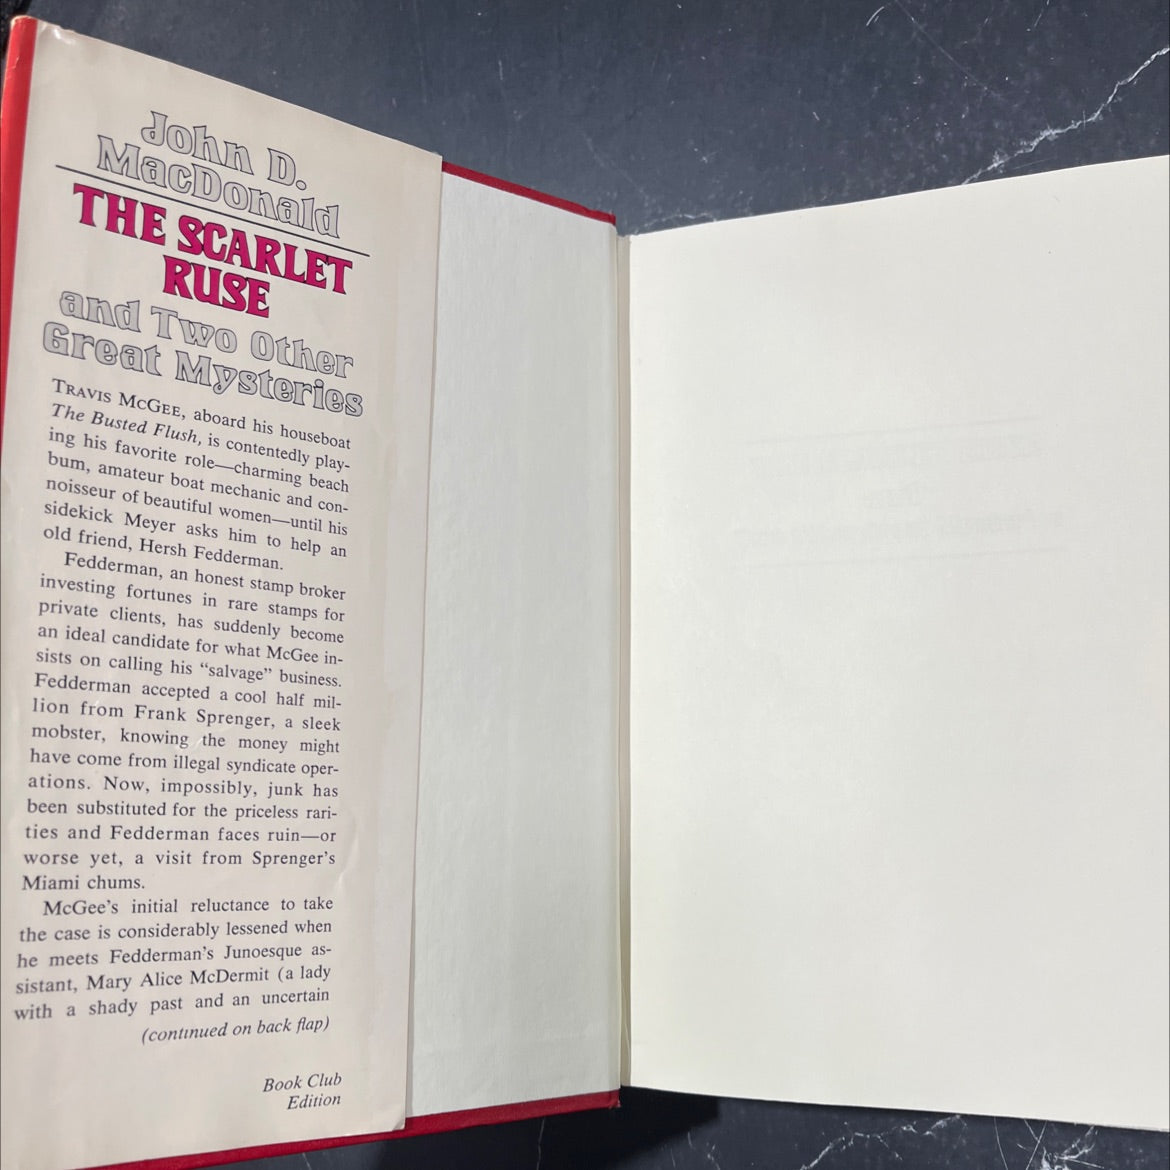 John D.
MacDonald
THE SCARLET
RUSE
and Two Other
Great Mysteries
TRAVIS MCGEE, aboard his houseboat
The Busted Flush, is contentedly play-
ing his favorite role—charming beach
bum, amateur boat mechanic and con-
noisseur of beautiful women—until his
sidekick Meyer asks him to help an
old friend, Hersh Fedderman.
Fedderman, an honest stamp broker
investing fortunes in rare stamps for
private clients, has suddenly become
an ideal candidate for what McGee in-
sists on calling his “salvage” business.
Fedderman accepted a cool half mil-
lion from Frank Sprenger, a sleek
mobster, knowing the money might
have come from illegal syndicate oper-
ations. Now, impossibly, junk has
been substituted for the priceless rari-
ties and Fedderman faces ruin—or
worse yet, a visit from Sprenger’s
Miami chums.
McGee’s initial reluctance to take
the case is considerably lessened when
he meets Fedderman’s Junoesque as-
sistant, Mary Alice McDermit (a lady
with a shady past and an uncertain
(continued on back flap)
Book Club
Edition